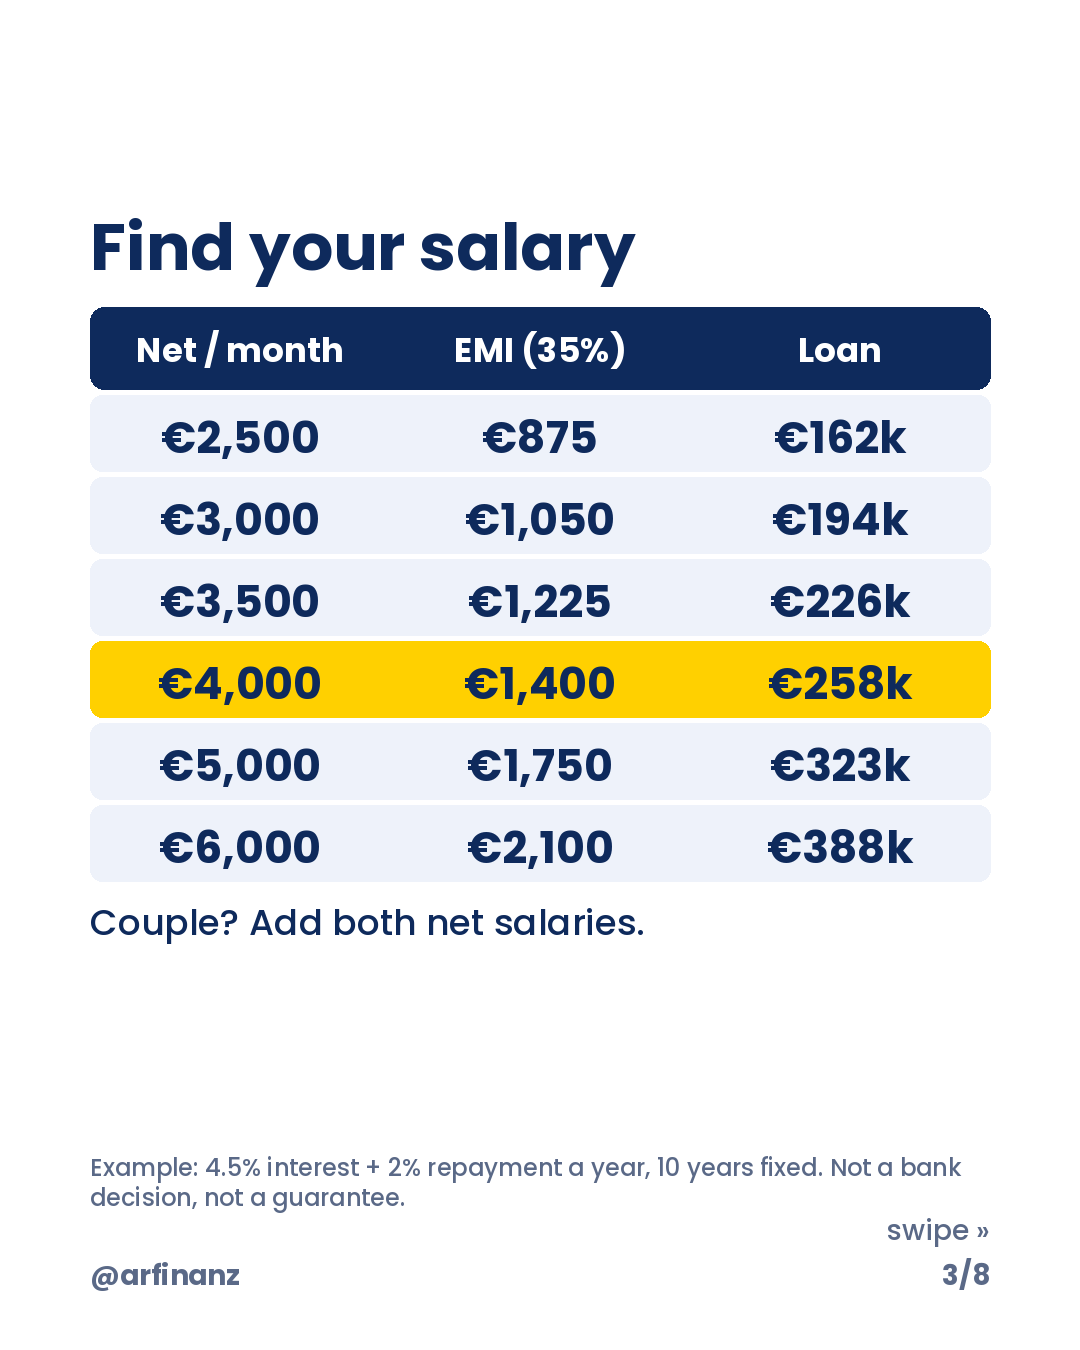 Find your salary
Net / month EMI (35%) Loan
€2,500 €875 €162k
€3,000 €1,050 €194k
€3,500 €1,225 €226k
€4,000 €1,400 €258k
€5,000 €1,750 €323k
€6,000 €2,100 €388k
Couple? Add both net salaries.
Example: 4.5% interest + 2% repayment a year, 10 years fixed. Not a bank
decision, not a guarantee.
swipe »
@arfinanz 3/8